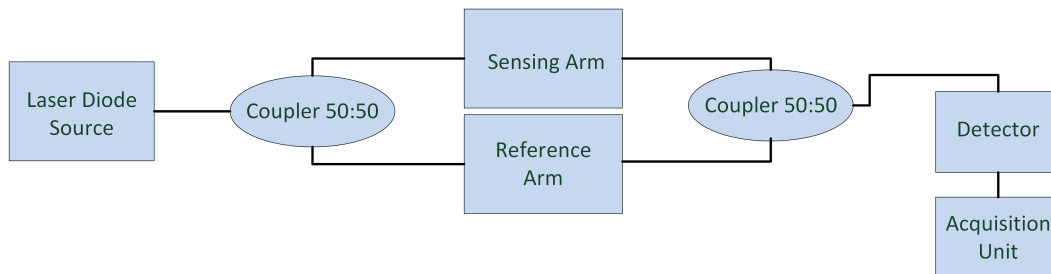 Laser Diode
Source
Coupler 50:50
Sensing Arm
Reference
Arm
Coupler 50:50
Detector
Acquisition
Unit